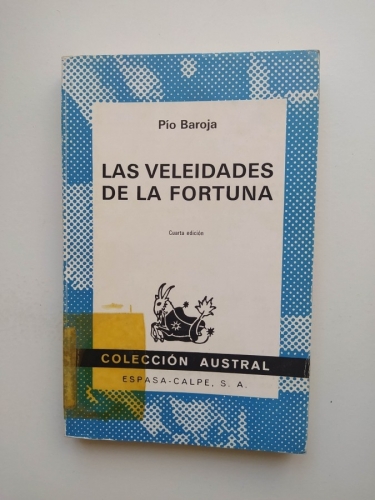 Pío Baroja
LAS VELEIDADES
DE LA FORTUNA
Cuarta edición
COLECCIÓN AUSTRAL
ESPASA-CALPE, S. A.